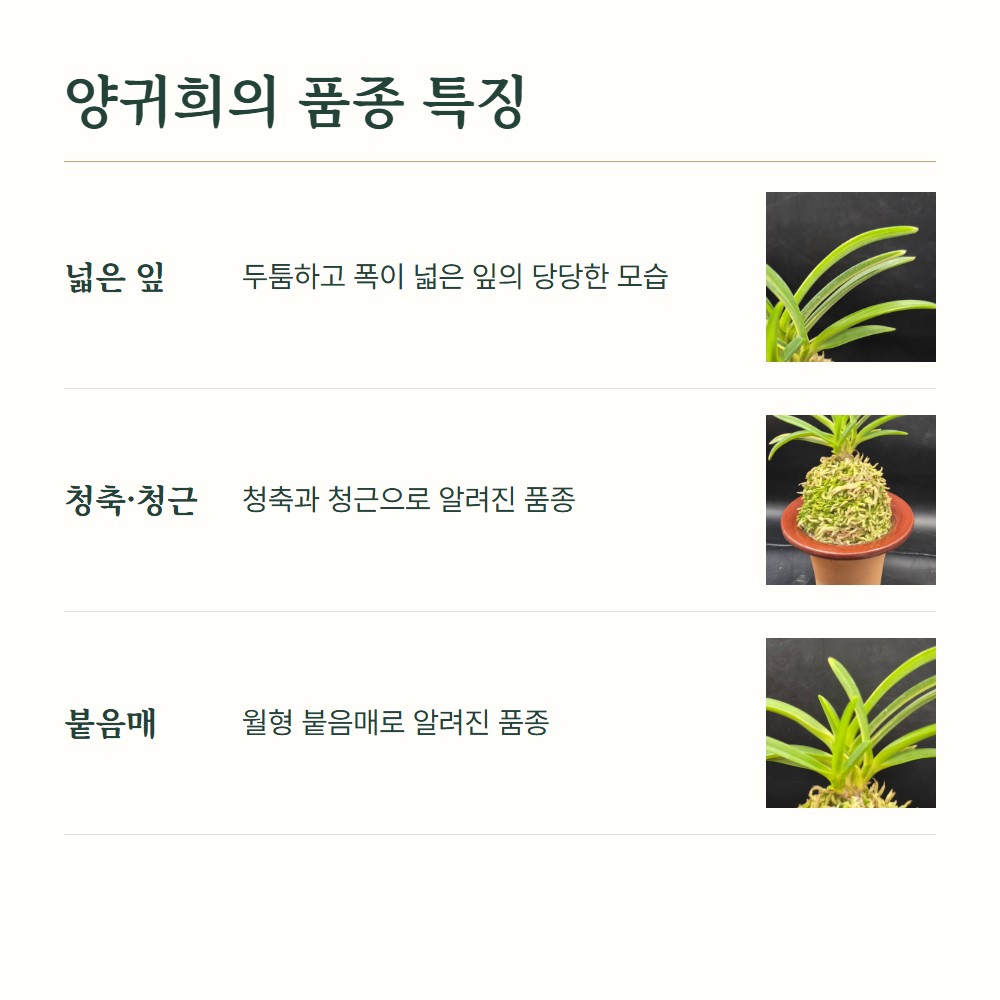 양귀희의 품종 특징
넓은 잎
두툼하고 폭이 넓은 잎의 당당한 모습
청축·청근
청축과 청근으로 알려진 품종
붙음매
월형 붙음매로 알려진 품종